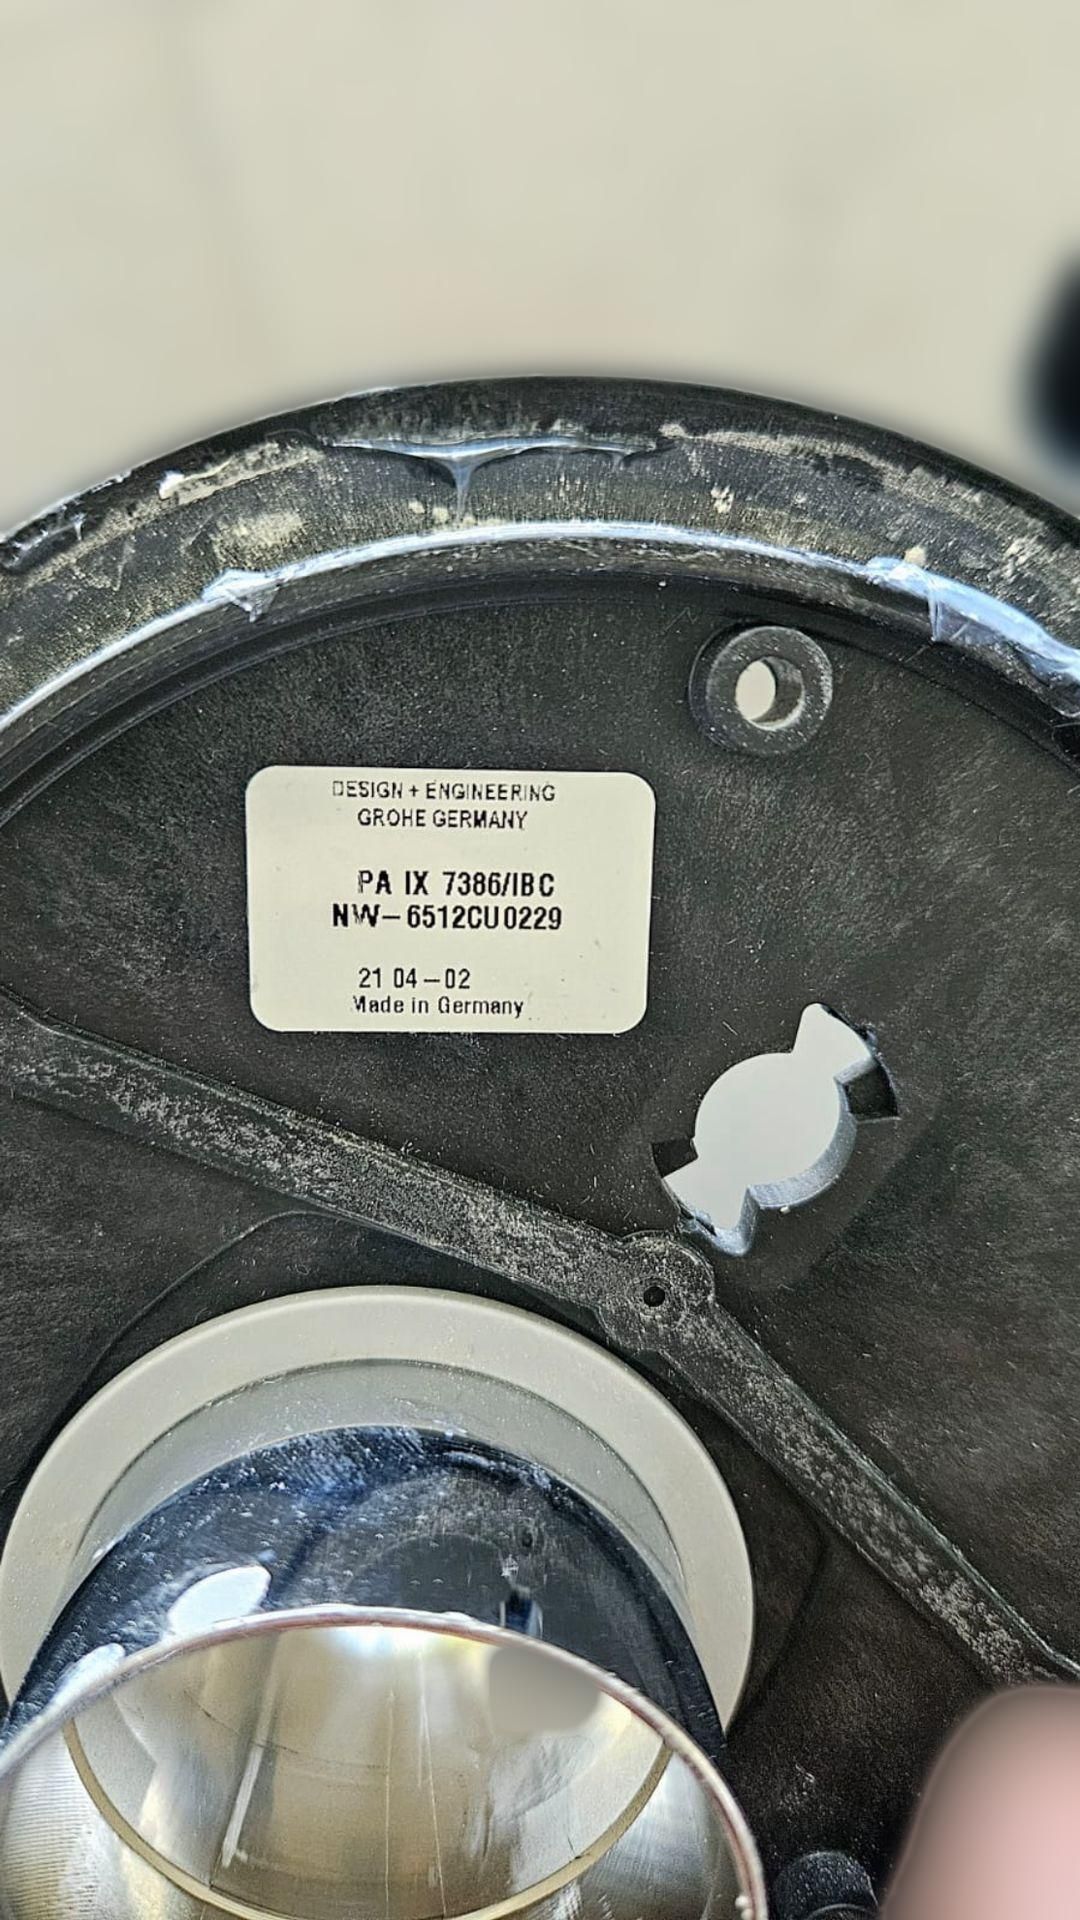 DESIGN + ENGINEERING
GROHE GERMANY
PA IX 7386/IBC
NW-6512CU0229
21 04-02
Made in Germany